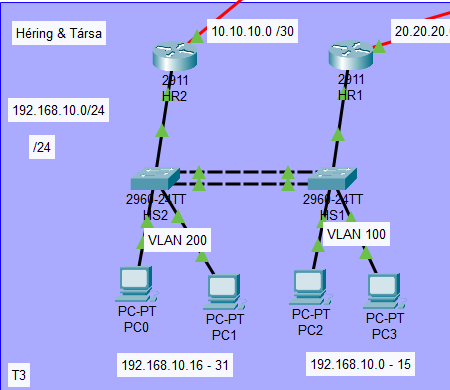 Héring & Társa
10.10.10.0 /30
20.20.20.
2911
HR2
2911
HR1
192.168.10.0/24
/24
2960-24TT
HS2
2960-24TT
HS1
VLAN 200
VLAN 100
PC-PT
PC0
PC-PT
PC1
PC-PT
PC2
PC-PT
PC3
192.168.10.16 - 31
192.168.10.0 - 15
T3